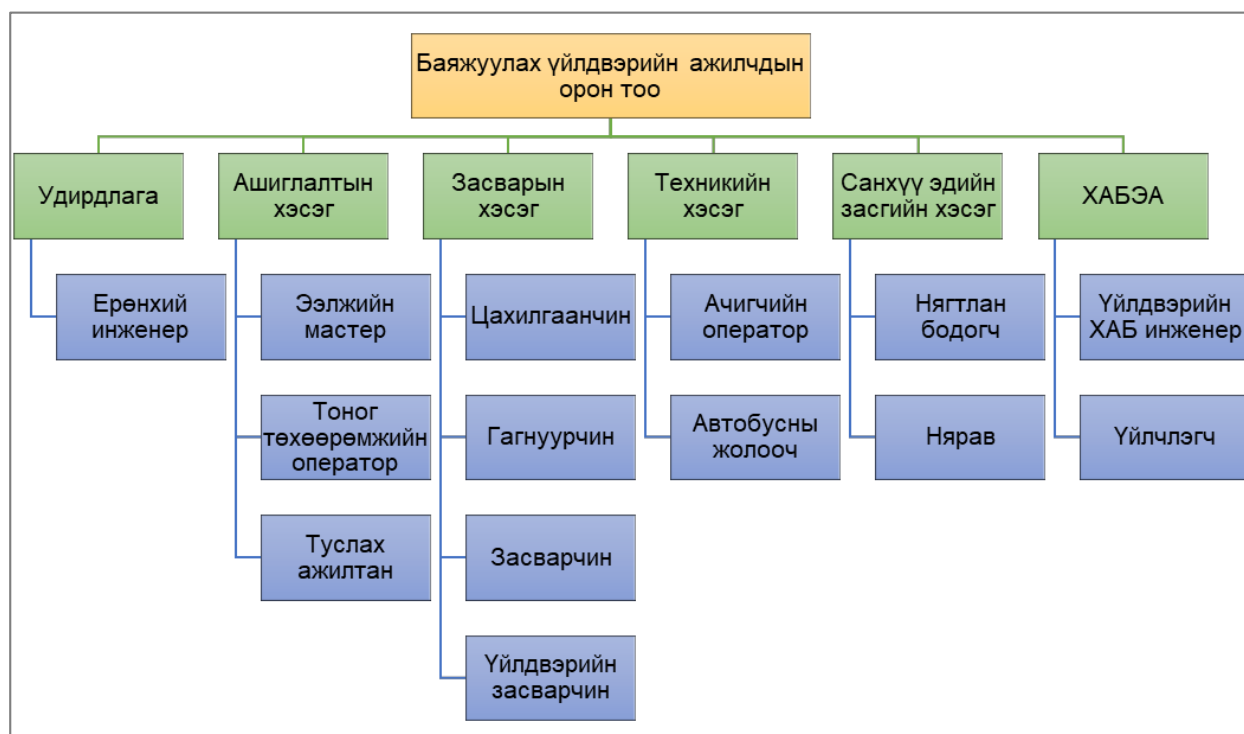 Баяжуулах үйлдвэрийн ажилчдын
орон тоо
Удирдлага
Ашиглалтын
хэсэг
Засварын
хэсэг
Техникийн
хэсэг
Санхүү эдийн
засгийн хэсэг
ХАБЭА
Ерөнхий
инженер
Ээлжийн
мастер
Цахилгаанчин
Ачигчийн
оператор
Нягтлан
бодогч
Үйлдвэрийн
ХАБ инженер
Тоног
төхөөрөмжийн
оператор
Гагнуурчин
Автобусны
жолооч
Нярав
Үйлчлэгч
Туслах
ажилтан
Засварчин
Үйлдвэрийн
засварчин